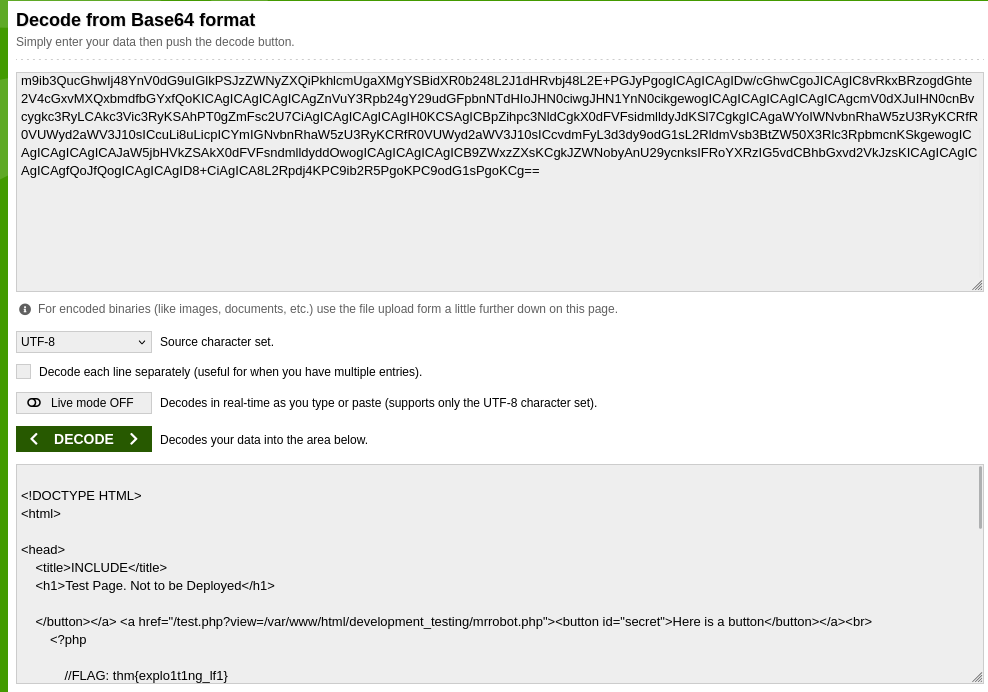 Decode from Base64 format
Simply enter your data then push the decode button.
m9ib3QucGhwIj48YnV0dG9uIGlkPSJzZWNyZXQiPkhlcmUgaXMgYSBidXR0b248L2J1dHRvbj48L2E+PGJyPgogICAgICAgIDw/cGhwCgoJICAgIC8vRkxBRzogdGhte
2V4cGxvMXQxbmdfbGYxfQoKICAgICAgICAgICAgZnVuY3Rpb24gY29udGFpbnNTdHIoJHN0ciwgJHN1YnN0cikgewogICAgICAgICAgICAgcmV0dXJuIHN0cnBv
cygkc3RyLCAkc3Vic3RyKSAhPT0gZmFsc2U7CiAgICAgICAgICAgIH0KCSAgICBpZihpc3NldCgkX0dFVFsidmlldyJdKSl7CgkgICAgaWYoIWNvbnRhaW5zU3RyKCRfR
0VUWyd2aWV3J10sICcuLi8uLicpICYmIGNvbnRhaW5zU3RyKCRfR0VUWyd2aWV3J10sICcvdmFyL3d3dy9odG1sL2RldmVsb3BtZW50X3Rlc3RpbmcnKSkgewogIC
AgICAgICAgICAJaW5jbHVkZSAkX0dFVFsndmlldyddOwogICAgICAgICAgICB9ZWxzZXsKCgkJZWNobyAnU29ycnksIFRoYXRzIG5vdCBhbGxvd2VkJzsKICAgICAgIC
AgICAgfQoJfQogICAgICAgID8+CiAgICA8L2Rpdj4KPC9ib2R5PgoKPC9odG1sPgoKCg==
For encoded binaries (like images, documents, etc.) use the file upload form a little further down on this page.
UTF-8 Source character set.
Decode each line separately (useful for when you have multiple entries).
Live mode OFF Decodes in real-time as you type or paste (supports only the UTF-8 character set).
< DECODE > Decodes your data into the area below.
<!DOCTYPE HTML>
<html>
<head>
<title>INCLUDE</title>
<h1>Test Page. Not to be Deployed</h1>
</button></a> <a href="/test.php?view=/var/www/html/development_testing/mrrobot.php"><button id="secret">Here is a button</button></a><br>
<?php
//FLAG: thm{explo1t1ng_lf1}